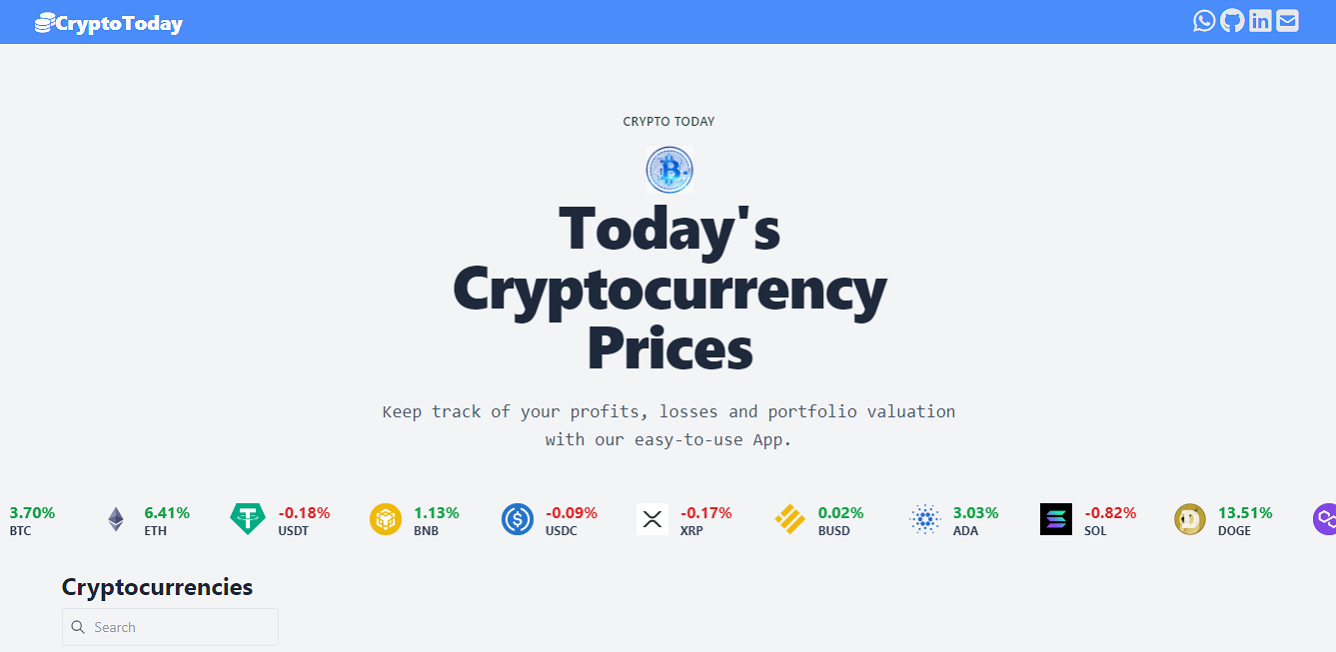 CryptoToday
CRYPTO TODAY
Today's
Cryptocurrency
Prices
Keep track of your profits, losses and portfolio valuation
with our easy-to-use App.
3.70% 6.41% -0.18% 1.13% -0.09% -0.17% 0.02% 3.03% -0.82% 13.51%
BTC ETH USDT BNB USDC XRP BUSD ADA SOL DOGE
Cryptocurrencies
Search